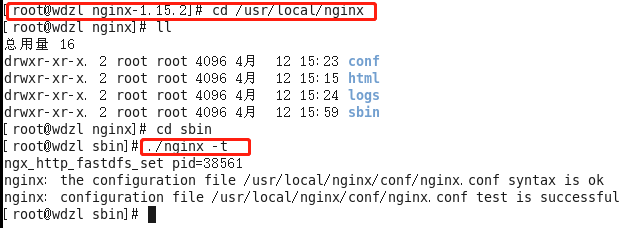 [root@wdzl nginx-1.15.2]# cd /usr/local/nginx
[root@wdzl nginx]# ll
总用量 16
drwxr-xr-x. 2 root root 4096 4月  12 15:23 conf
drwxr-xr-x. 2 root root 4096 4月  12 15:15 html
drwxr-xr-x. 2 root root 4096 4月  12 15:24 logs
drwxr-xr-x. 2 root root 4096 4月  12 15:59 sbin
[root@wdzl nginx]# cd sbin
[root@wdzl sbin]# ./nginx -t
ngx_http_fastdfs_set pid=38561
nginx: the configuration file /usr/local/nginx/conf/nginx.conf syntax is ok
nginx: configuration file /usr/local/nginx/conf/nginx.conf test is successful
[root@wdzl sbin]#